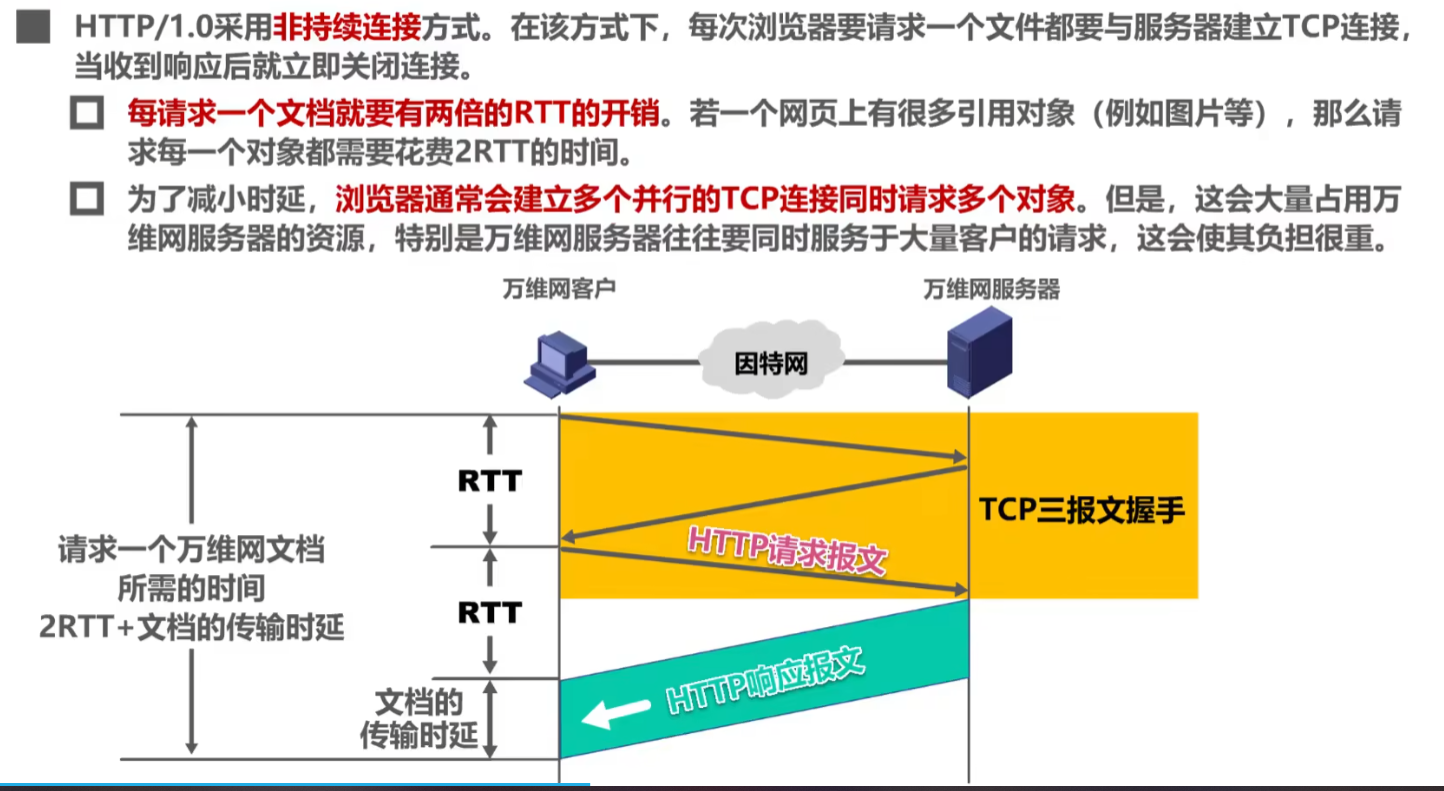 HTTP/1.0采用非持续连接方式。在该方式下，每次浏览器要请求一个文件都要与服务器建立TCP连接，
当收到响应后就立即关闭连接。
每请求一个文档就要有两倍的RTT的开销。若一个网页上有很多引用对象（例如图片等），那么请
求每一个对象都需要花费2RTT的时间。
为了减小时延，浏览器通常会建立多个并行的TCP连接同时请求多个对象。但是，这会大量占用万
维网服务器的资源，特别是万维网服务器往往要同时服务于大量客户的请求，这会使其负担很重。
万维网客户
万维网服务器
因特网
RTT
TCP三报文握手
HTTP请求报文
请求一个万维网文档
所需的时间
2RTT+文档的传输时延
RTT
HTTP响应报文
文档的
传输时延